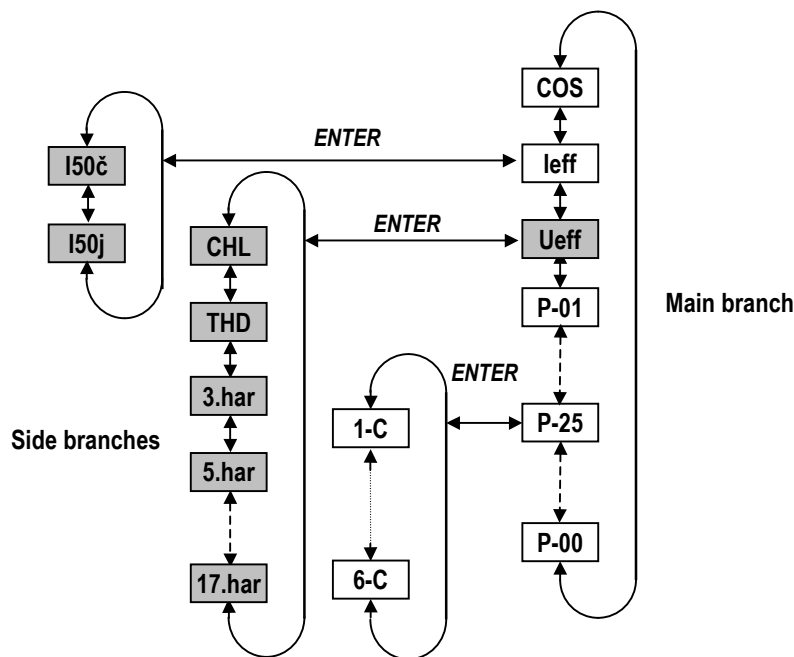 COS
ENTER
I50č
Ieff
ENTER
I50j
CHL
Ueff
P-01
Main branch
THD
ENTER
3.har
1-C
P-25
Side branches
5.har
P-00
17.har
6-C